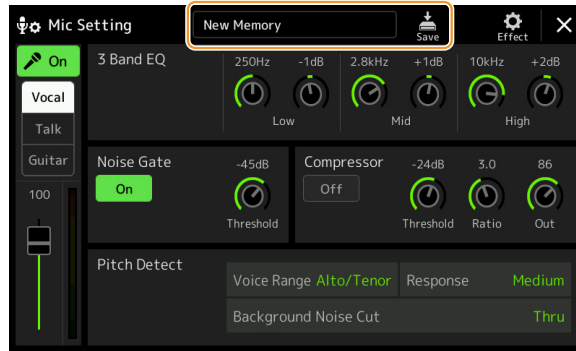 Mic Setting
New Memory
Save
Effect
On
Vocal
Talk
Guitar
100
3 Band EQ
250Hz -1dB 2.8kHz +1dB 10kHz +2dB
Low Mid High
Noise Gate
On
-45dB
Threshold
Compressor
Off
-24dB 3.0 86
Threshold Ratio Out
Pitch Detect
Voice Range Alto/Tenor Response Medium
Background Noise Cut Thru